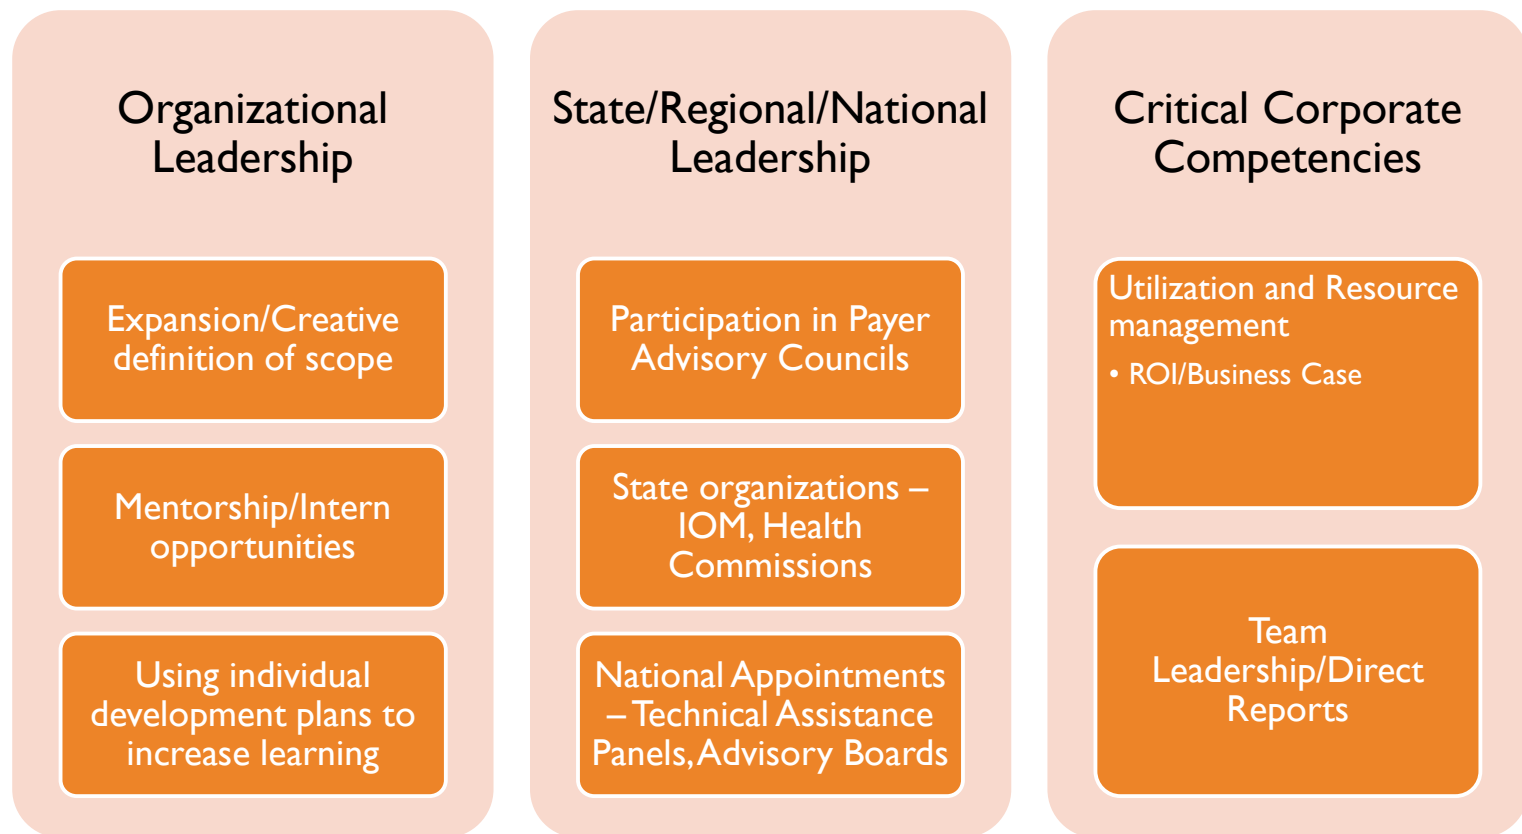 Organizational
Leadership
Expansion/Creative
definition of scope
Mentorship/Intern
opportunities
Using individual
development plans to
increase learning
State/Regional/National
Leadership
Participation in Payer
Advisory Councils
State organizations –
IOM, Health
Commissions
National Appointments
– Technical Assistance
Panels, Advisory Boards
Critical Corporate
Competencies
Utilization and Resource
management
• ROI/Business Case
Team
Leadership/Direct
Reports